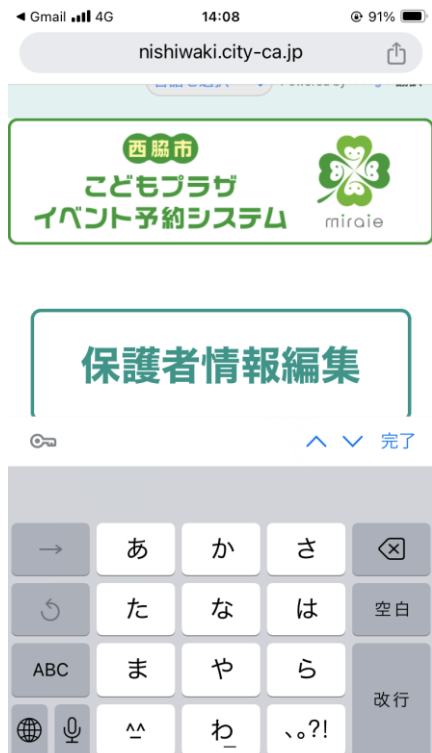 ◀ Gmail 4G 14:08 91%
nishiwaki.city-ca.jp
西脇市
こどもプラザ
イベント予約システム
miraie
保護者情報編集
完了
→ あ か さ
た な は 空白
ABC ま や ら
改行
^^ わ 、。?!